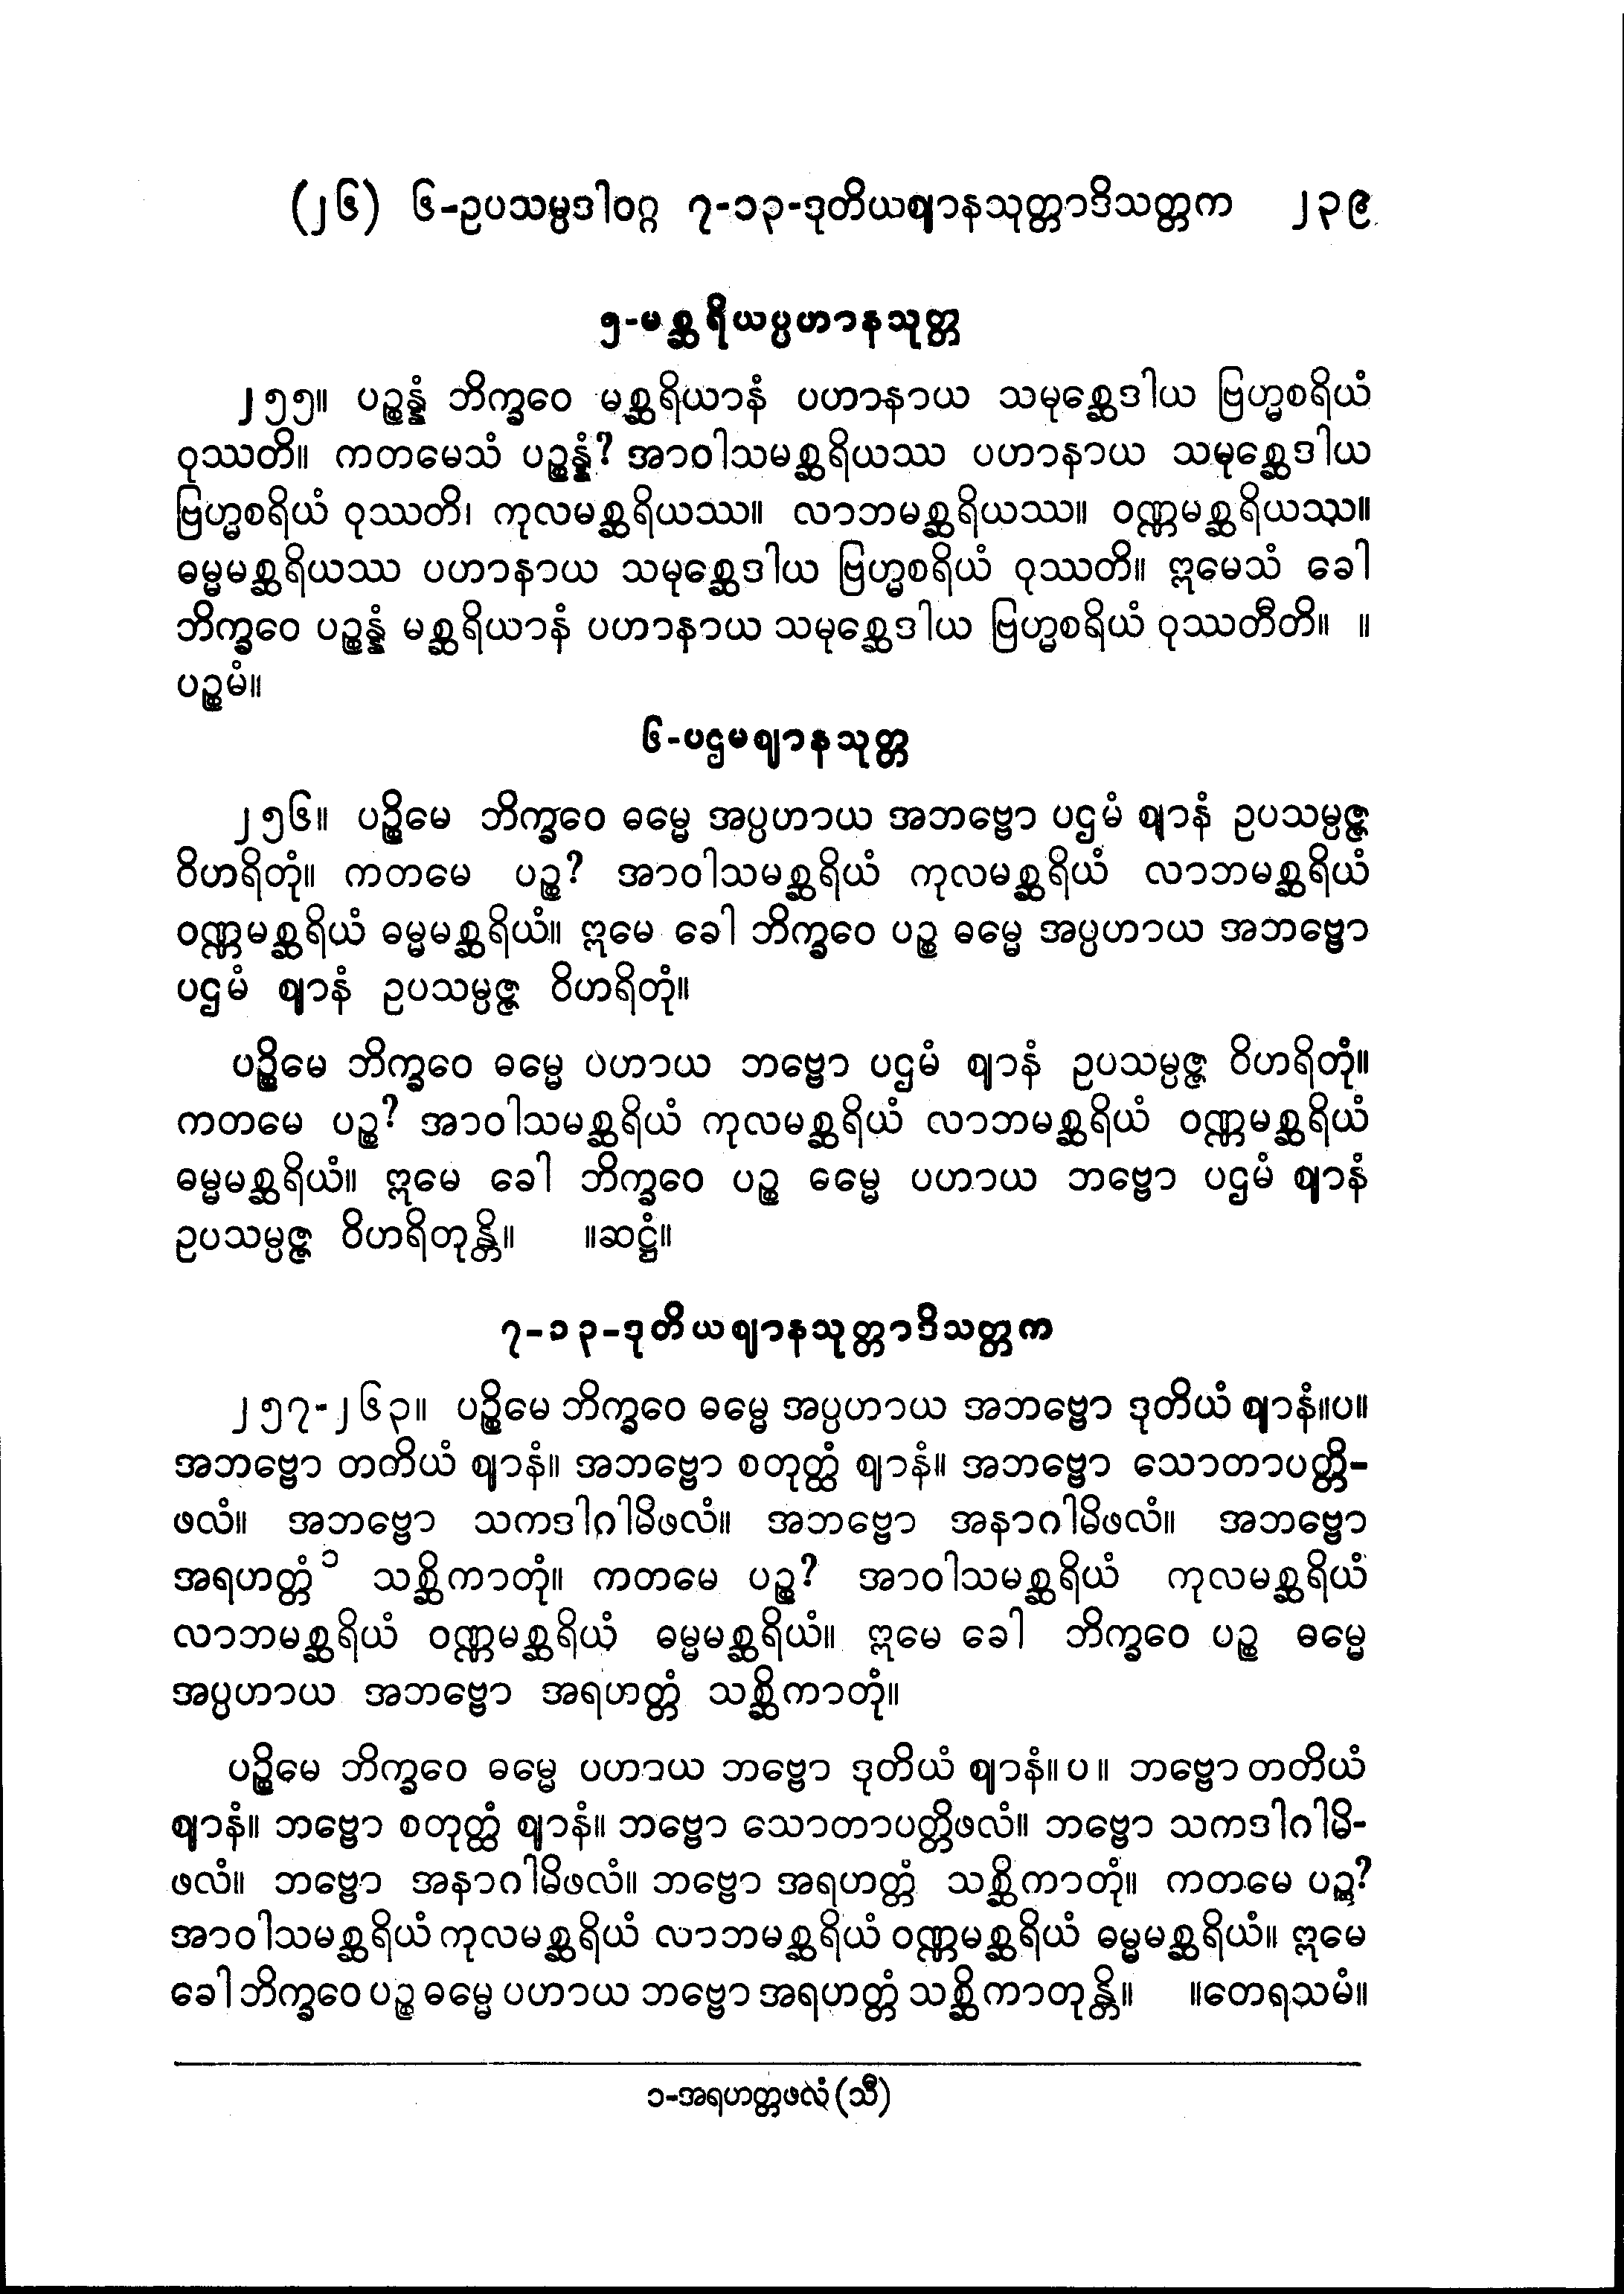 (၂၆) ၆-ဥပသမ္ပဒါဝဂ္ဂ ၇-၁၃-ဒုတိယဈာနသုတ္တာဒိသတ္တက ၂၃၉
၅-မစ္ဆရိယပ္ပဟာနသုတ္တ
၂၅၅။ ပဉ္စန္နံ ဘိက္ခဝေ မစ္ဆရိယာနံ ပဟာနာယ သမုစ္ဆေဒါယ ဗြဟ္မစရိယံ
ဝုဿတိ။ ကတမေသံ ပဉ္စန္နံ? အာဝါသမစ္ဆရိယဿ ပဟာနာယ သမုစ္ဆေဒါယ
ဗြဟ္မစရိယံ ဝုဿတိ၊ ကုလမစ္ဆရိယဿ။ လာဘမစ္ဆရိယဿ။ ဝဏ္ဏမစ္ဆရိယဿ။
ဓမ္မမစ္ဆရိယဿ ပဟာနာယ သမုစ္ဆေဒါယ ဗြဟ္မစရိယံ ဝုဿတိ။ ဣမေသံ ခေါ
ဘိက္ခဝေ ပဉ္စန္နံ မစ္ဆရိယာနံ ပဟာနာယ သမုစ္ဆေဒါယ ဗြဟ္မစရိယံ ဝုဿတီတိ။ ။
ပဉ္စမံ။
၆-ပဌမဈာနသုတ္တ
၂၅၆။ ပဉ္စိမေ ဘိက္ခဝေ ဓမ္မေ အပ္ပဟာယ အဘဗ္ဗော ပဌမံ ဈာနံ ဥပသမ္ပဇ္ဇ
ဝိဟရိတုံ။ ကတမေ ပဉ္စ? အာဝါသမစ္ဆရိယံ ကုလမစ္ဆရိယံ လာဘမစ္ဆရိယံ
ဝဏ္ဏမစ္ဆရိယံ ဓမ္မမစ္ဆရိယံ။ ဣမေ ခေါ ဘိက္ခဝေ ပဉ္စ ဓမ္မေ အပ္ပဟာယ အဘဗ္ဗော
ပဌမံ ဈာနံ ဥပသမ္ပဇ္ဇ ဝိဟရိတုံ။
ပဉ္စိမေ ဘိက္ခဝေ ဓမ္မေ ပဟာယ ဘဗ္ဗော ပဌမံ ဈာနံ ဥပသမ္ပဇ္ဇ ဝိဟရိတုံ။
ကတမေ ပဉ္စ? အာဝါသမစ္ဆရိယံ ကုလမစ္ဆရိယံ လာဘမစ္ဆရိယံ ဝဏ္ဏမစ္ဆရိယံ
ဓမ္မမစ္ဆရိယံ။ ဣမေ ခေါ ဘိက္ခဝေ ပဉ္စ ဓမ္မေ ပဟာယ ဘဗ္ဗော ပဌမံ ဈာနံ
ဥပသမ္ပဇ္ဇ ဝိဟရိတုန္တိ။ ။ဆဋ္ဌံ။
၇-၁၃-ဒုတိယဈာနသုတ္တာဒိသတ္တက
၂၅၇-၂၆၃။ ပဉ္စိမေ ဘိက္ခဝေ ဓမ္မေ အပ္ပဟာယ အဘဗ္ဗော ဒုတိယံ ဈာနံ။ပ။
အဘဗ္ဗော တတိယံ ဈာနံ။ အဘဗ္ဗော စတုတ္ထံ ဈာနံ။ အဘဗ္ဗော သောတာပတ္တိ-
ဖလံ။ အဘဗ္ဗော သကဒါဂါမိဖလံ။ အဘဗ္ဗော အနာဂါမိဖလံ။ အဘဗ္ဗော
အရဟတ္တံ ၁ သစ္ဆိကာတုံ။ ကတမေ ပဉ္စ? အာဝါသမစ္ဆရိယံ ကုလမစ္ဆရိယံ
လာဘမစ္ဆရိယံ ဝဏ္ဏမစ္ဆရိယံ ဓမ္မမစ္ဆရိယံ။ ဣမေ ခေါ ဘိက္ခဝေ ပဉ္စ ဓမ္မေ
အပ္ပဟာယ အဘဗ္ဗော အရဟတ္တံ သစ္ဆိကာတုံ။
ပဉ္စိမေ ဘိက္ခဝေ ဓမ္မေ ပဟာယ ဘဗ္ဗော ဒုတိယံ ဈာနံ။ ပ ။ ဘဗ္ဗော တတိယံ
ဈာနံ။ ဘဗ္ဗော စတုတ္ထံ ဈာနံ။ ဘဗ္ဗော သောတာပတ္တိဖလံ။ ဘဗ္ဗော သကဒါဂါမိ-
ဖလံ။ ဘဗ္ဗော အနာဂါမိဖလံ။ ဘဗ္ဗော အရဟတ္တံ သစ္ဆိကာတုံ။ ကတမေ ပဉ္စ?
အာဝါသမစ္ဆရိယံ ကုလမစ္ဆရိယံ လာဘမစ္ဆရိယံ ဝဏ္ဏမစ္ဆရိယံ ဓမ္မမစ္ဆရိယံ။ ဣမေ
ခေါ ဘိက္ခဝေ ပဉ္စ ဓမ္မေ ပဟာယ ဘဗ္ဗော အရဟတ္တံ သစ္ဆိကာတုန္တိ။ ။တေရသမံ။
၁-အရဟတ္တဖလံ (သီ)